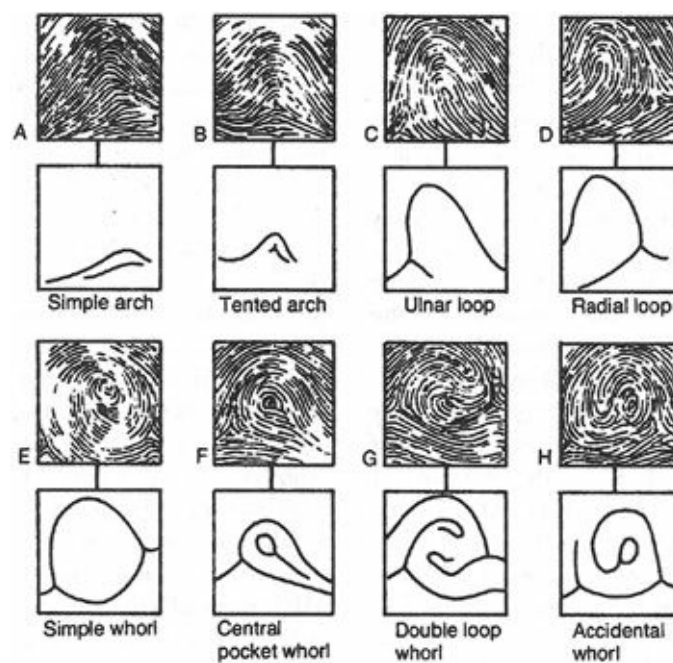 A B C D
Simple arch Tented arch Ulnar loop Radial loop
E F G H
Simple whorl Central Double loop Accidental
pocket whorl whorl whorl